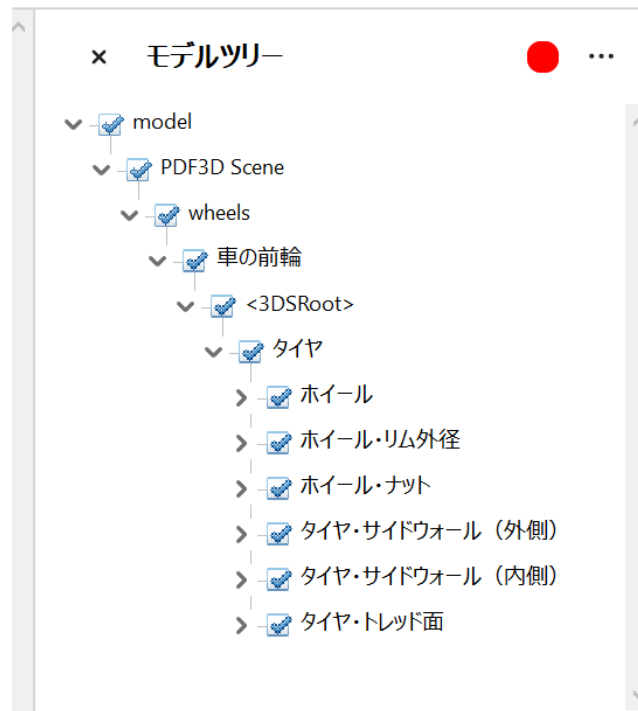 × モデルツリー ...
model
PDF3D Scene
wheels
車の前輪
<3DSRoot>
タイヤ
ホイール
ホイール・リム外径
ホイール・ナット
タイヤ・サイドウォール（外側）
タイヤ・サイドウォール（内側）
タイヤ・トレッド面